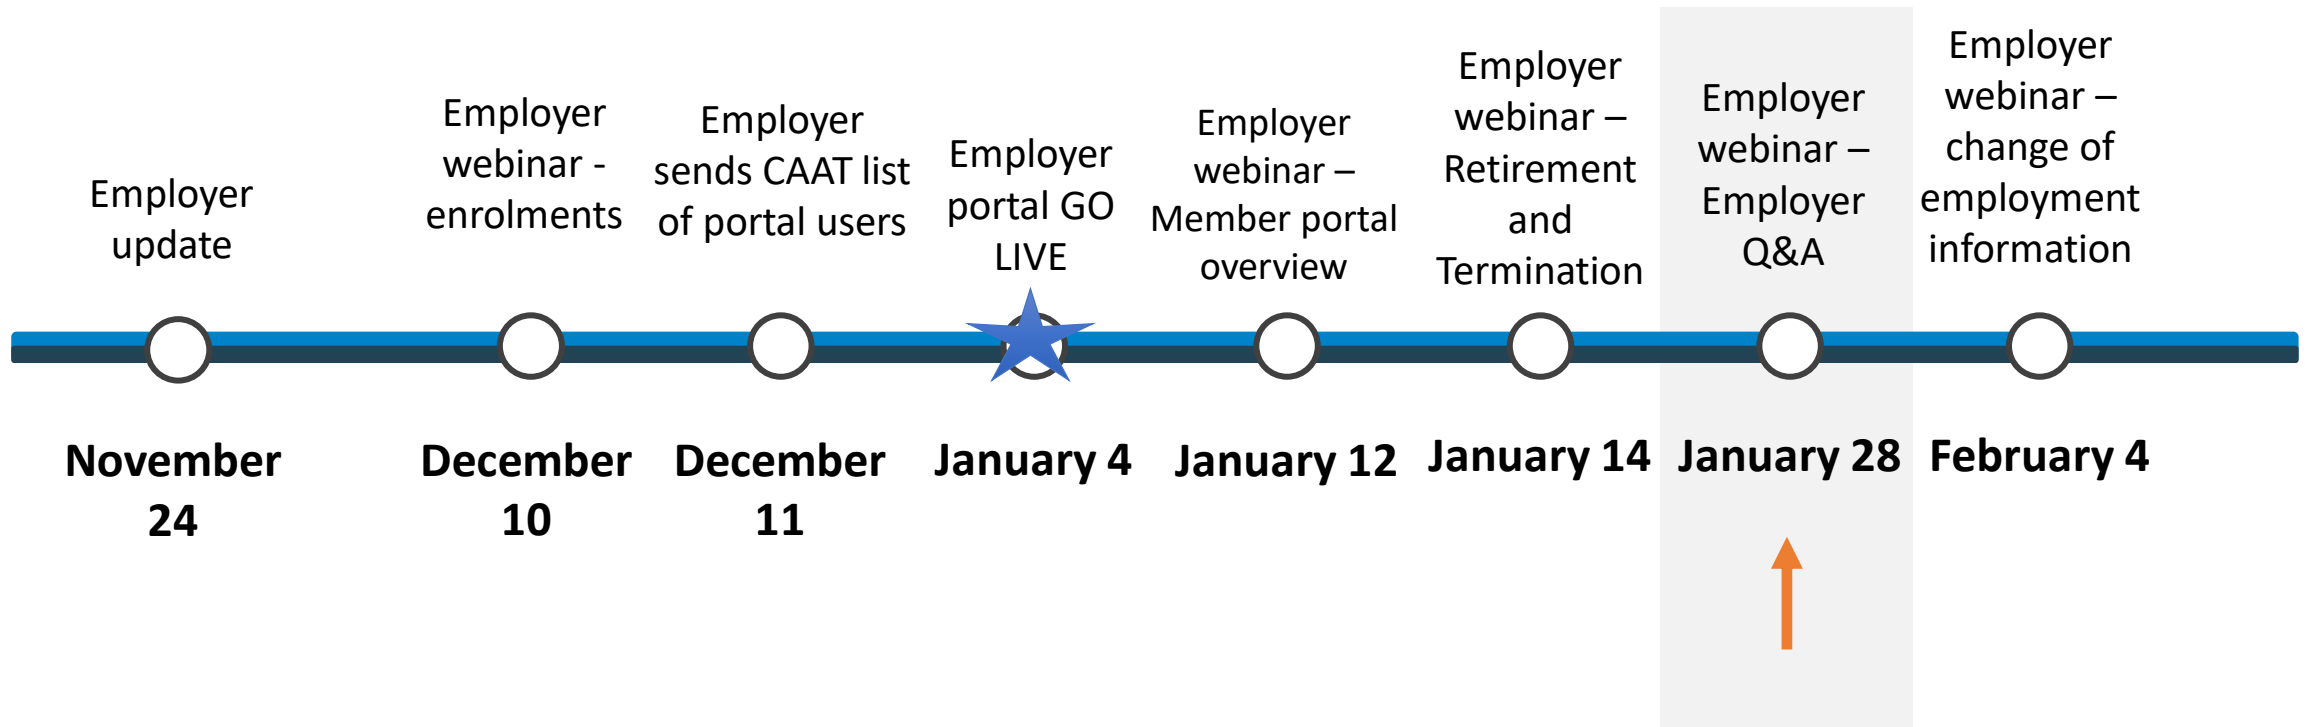 Employer
update
Employer
webinar -
enrolments
Employer
sends CAAT list
of portal users
Employer
portal GO
LIVE
Employer
webinar –
Member portal
overview
Employer
webinar –
Retirement
and
Termination
Employer
webinar –
Employer
Q&A
Employer
webinar –
change of
employment
information
November
24
December
10
December
11
January 4
January 12
January 14
January 28
February 4